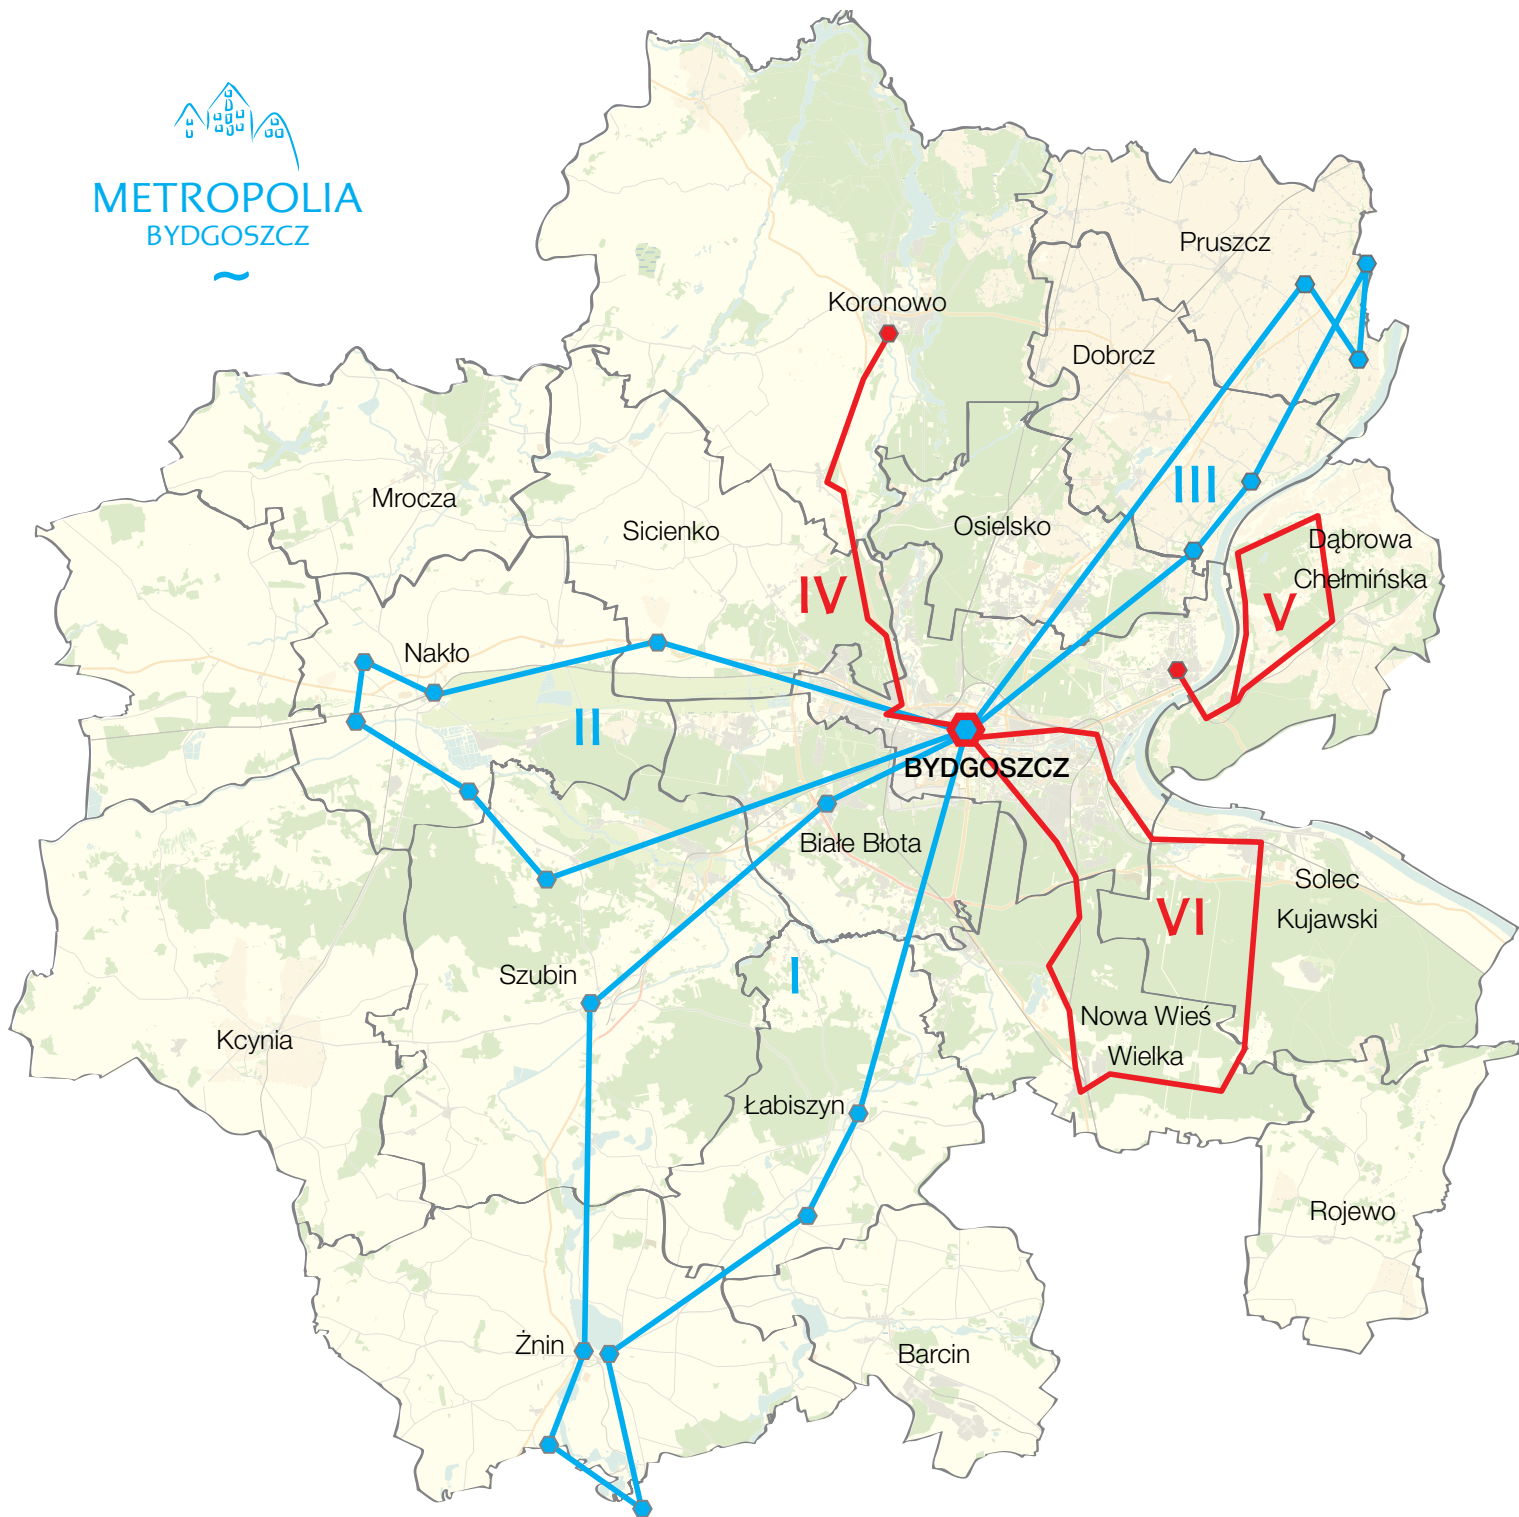 METROPOLIA
BYDGOSZCZ
~
Pruszcz
Koronowo
Dobrcz
III
Mrocza
Sicienko
Osielsko
Dąbrowa
Chełmińska
IV
V
Nakło
II
BYDGOSZCZ
Białe Błota
Solec
Kujawski
VI
Szubin
I
Nowa Wieś
Wielka
Kcynia
Łabiszyn
Rojewo
Żnin
Barcin